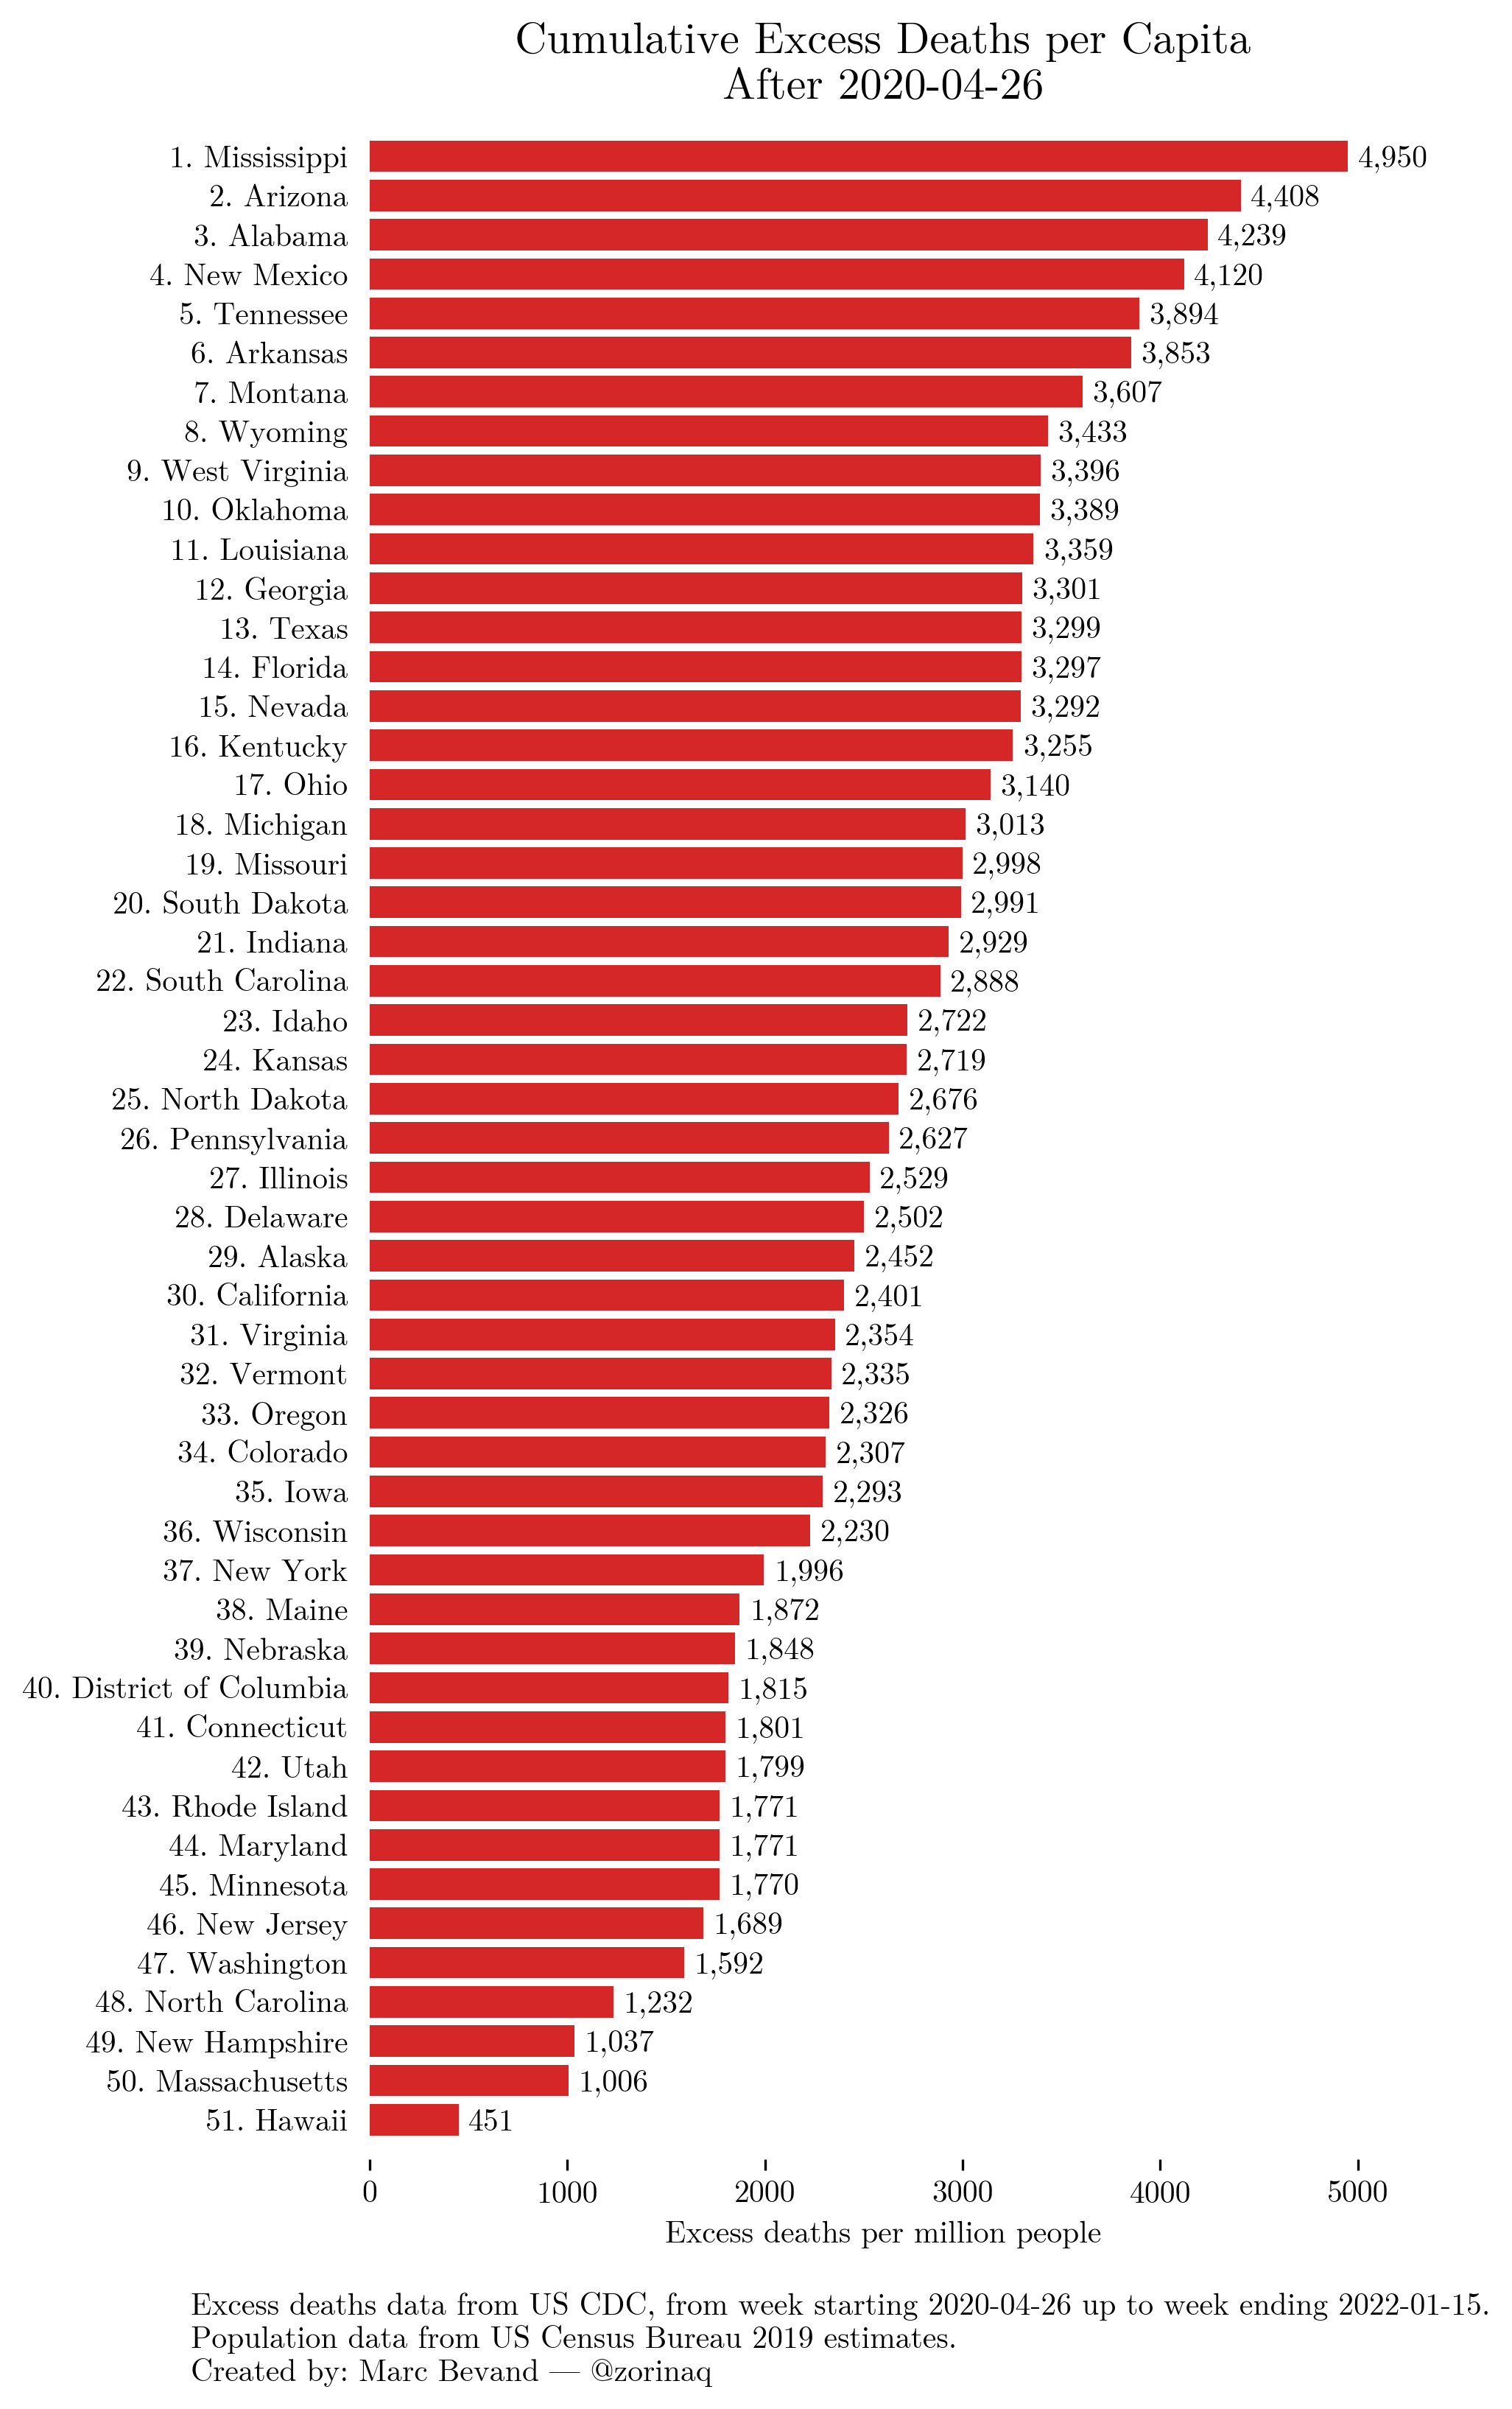 Cumulative Excess Deaths per Capita
After 2020-04-26
1. Mississippi 4,950
2. Arizona 4,408
3. Alabama 4,239
4. New Mexico 4,120
5. Tennessee 3,894
6. Arkansas 3,853
7. Montana 3,607
8. Wyoming 3,433
9. West Virginia 3,396
10. Oklahoma 3,389
11. Louisiana 3,359
12. Georgia 3,301
13. Texas 3,299
14. Florida 3,297
15. Nevada 3,292
16. Kentucky 3,255
17. Ohio 3,140
18. Michigan 3,013
19. Missouri 2,998
20. South Dakota 2,991
21. Indiana 2,929
22. South Carolina 2,888
23. Idaho 2,722
24. Kansas 2,719
25. North Dakota 2,676
26. Pennsylvania 2,627
27. Illinois 2,529
28. Delaware 2,502
29. Alaska 2,452
30. California 2,401
31. Virginia 2,354
32. Vermont 2,335
33. Oregon 2,326
34. Colorado 2,307
35. Iowa 2,293
36. Wisconsin 2,230
37. New York 1,996
38. Maine 1,872
39. Nebraska 1,848
40. District of Columbia 1,815
41. Connecticut 1,801
42. Utah 1,799
43. Rhode Island 1,771
44. Maryland 1,771
45. Minnesota 1,770
46. New Jersey 1,689
47. Washington 1,592
48. North Carolina 1,232
49. New Hampshire 1,037
50. Massachusetts 1,006
51. Hawaii 451
0 1000 2000 3000 4000 5000
Excess deaths per million people
Excess deaths data from US CDC, from week starting 2020-04-26 up to week ending 2022-01-15.
Population data from US Census Bureau 2019 estimates.
Created by: Marc Bevand — @zorinaq